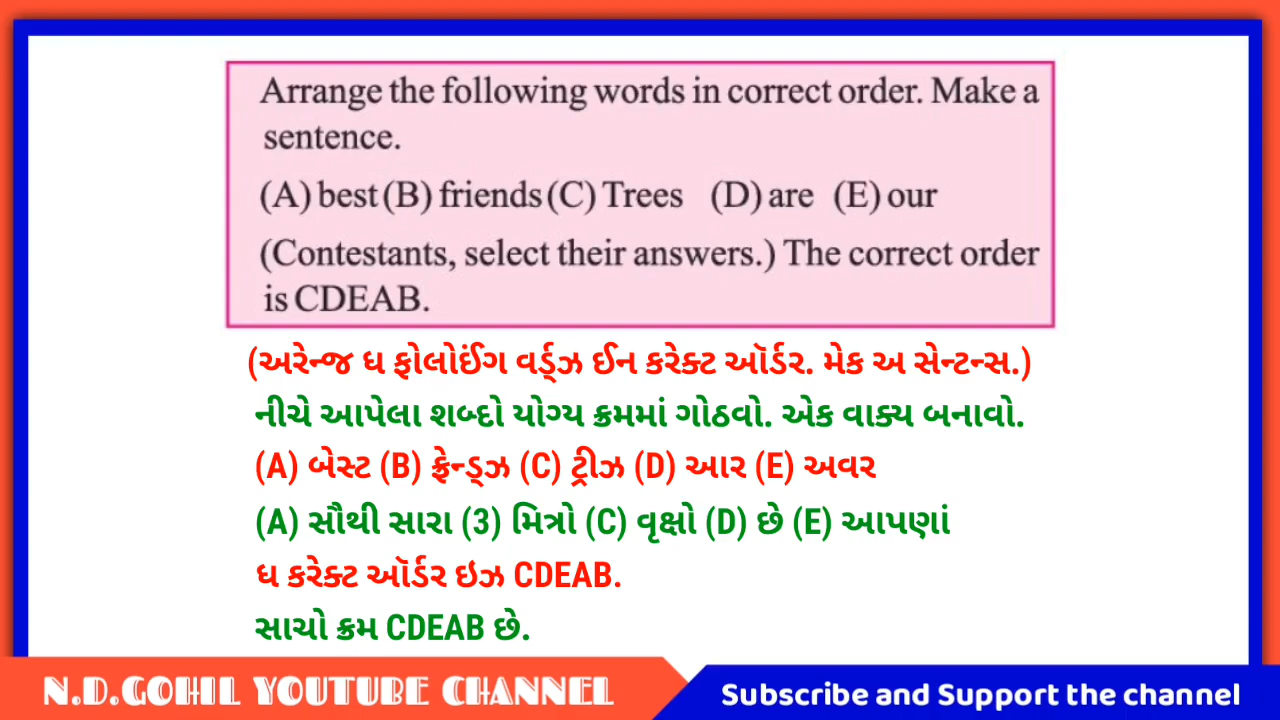 Arrange the following words in correct order. Make a
sentence.
(A) best (B) friends (C) Trees (D) are (E) our
(Contestants, select their answers.) The correct order
is CDEAB.
(અરેન્જ ધ ફોલોઈંગ વર્ડ્ઝ ઈન કરેક્ટ ઑર્ડર. મેક અ સેન્ટન્સ.)
નીચે આપેલા શબ્દો યોગ્ય ક્રમમાં ગોઠવો. એક વાક્ય બનાવો.
(A) બેસ્ટ (B) ફ્રેન્ડ્ઝ (C) ટ્રીઝ (D) આર (E) અવર
(A) સૌથી સારા (3) મિત્રો (C) વૃક્ષો (D) છે (E) આપણાં
ધ કરેક્ટ ઑર્ડર ઇઝ CDEAB.
સાચો ક્રમ CDEAB છે.
N.D.GOHIL YOUTUBE CHANNEL
Subscribe and Support the channel